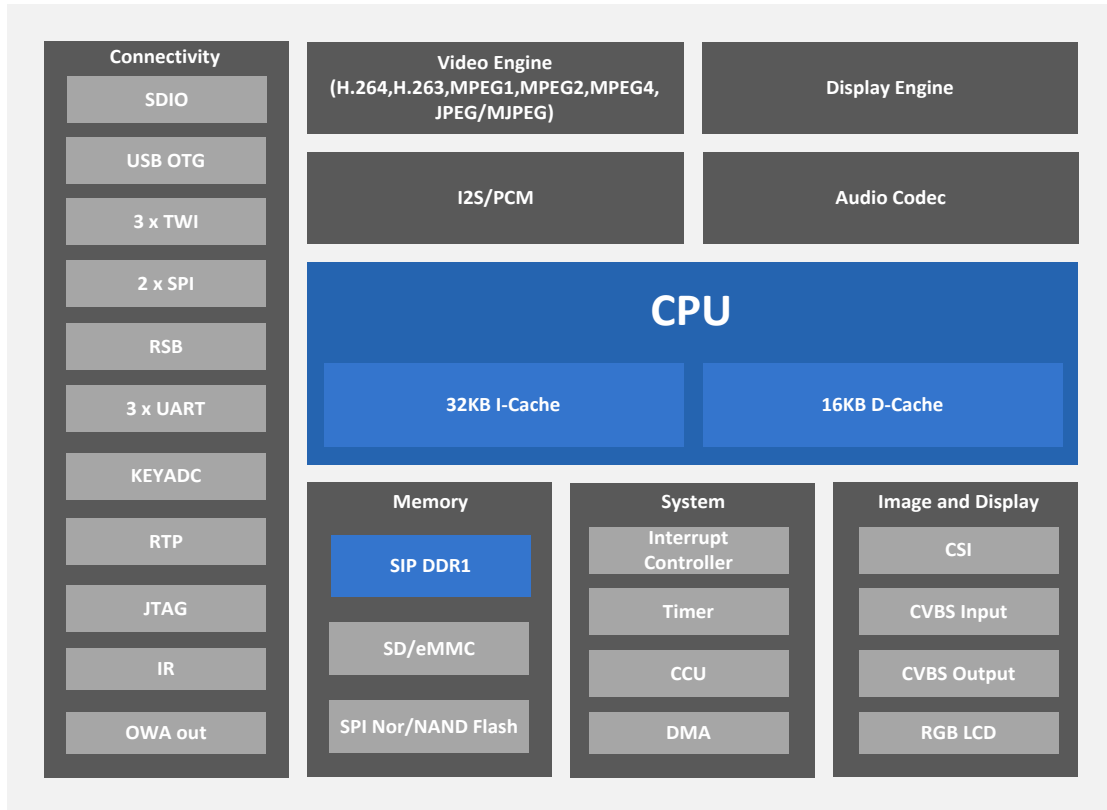 Connectivity
SDIO
USB OTG
3 x TWI
2 x SPI
RSB
3 x UART
KEYADC
RTP
JTAG
IR
OWA out
Video Engine
(H.264,H.263,MPEG1,MPEG2,MPEG4,
JPEG/MJPEG)
Display Engine
I2S/PCM
Audio Codec
CPU
32KB I-Cache
16KB D-Cache
Memory
SIP DDR1
SD/eMMC
SPI Nor/NAND Flash
System
Interrupt
Controller
Timer
CCU
DMA
Image and Display
CSI
CVBS Input
CVBS Output
RGB LCD